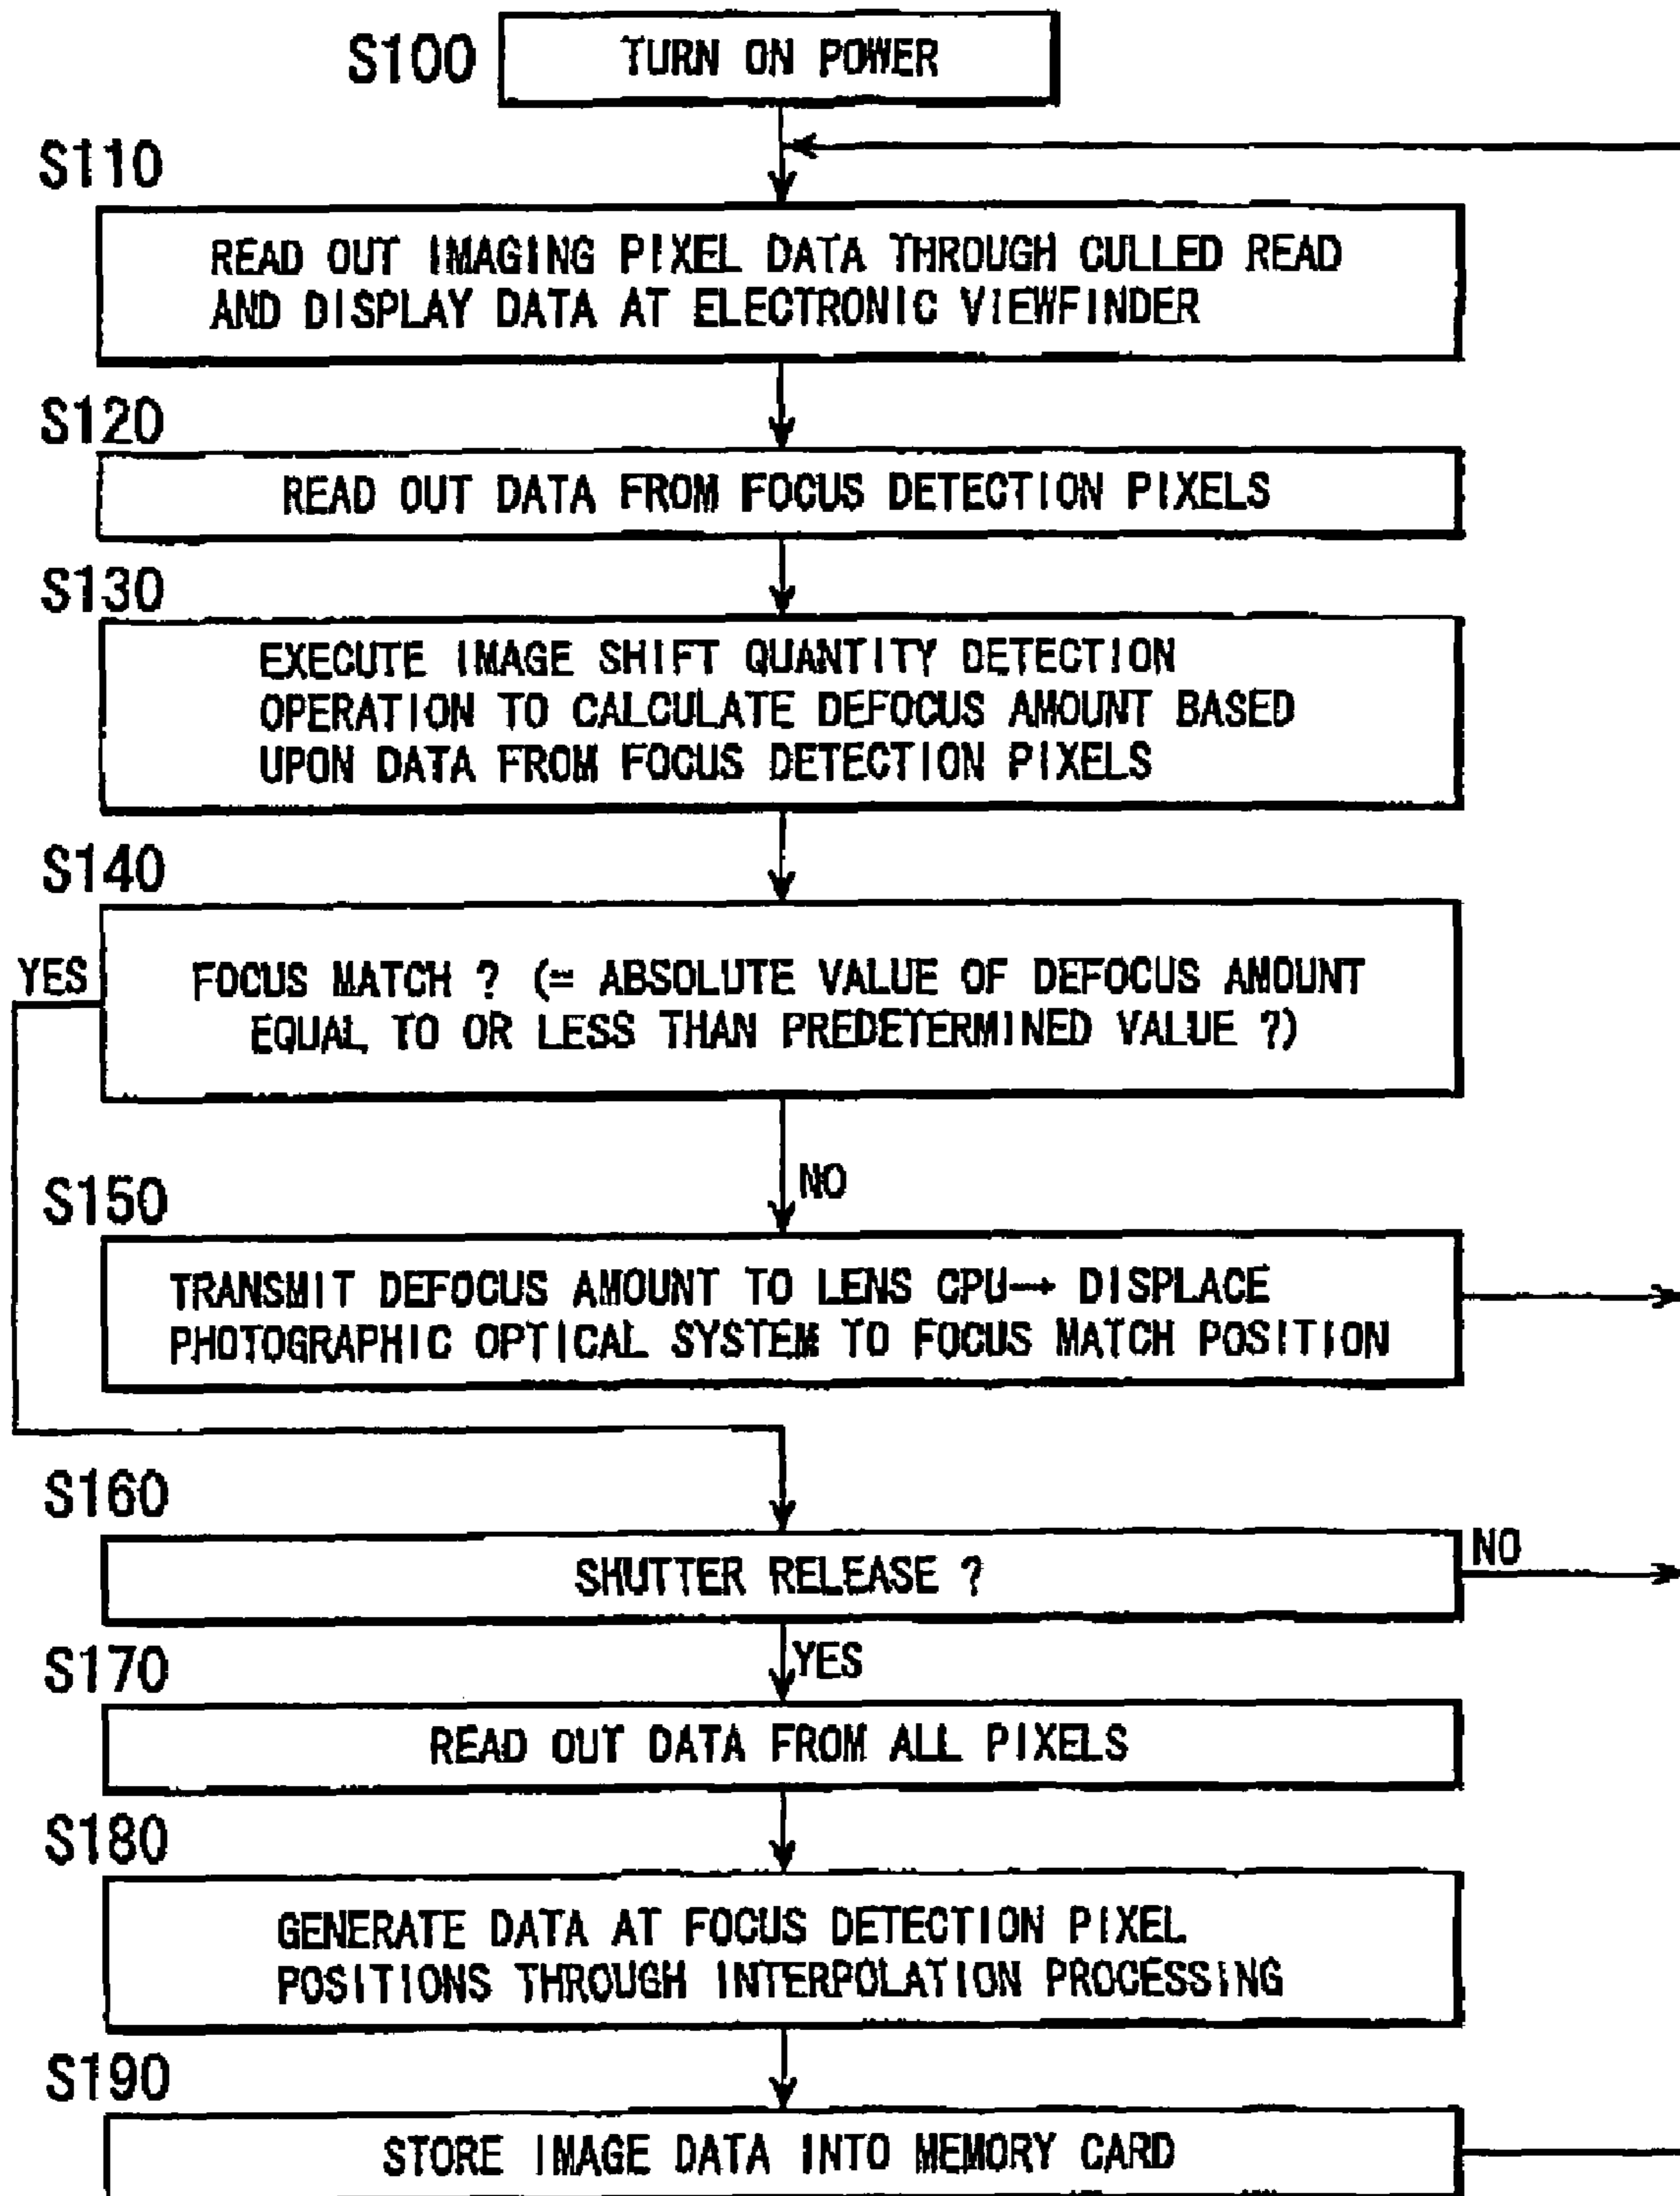 S100 TURN ON POWER
S110
READ OUT IMAGING PIXEL DATA THROUGH CULLED READ
AND DISPLAY DATA AT ELECTRONIC VIEWFINDER
S120
READ OUT DATA FROM FOCUS DETECTION PIXELS
S130
EXECUTE IMAGE SHIFT QUANTITY DETECTION
OPERATION TO CALCULATE DEFOCUS AMOUNT BASED
UPON DATA FROM FOCUS DETECTION PIXELS
S140
YES
FOCUS MATCH ? (= ABSOLUTE VALUE OF DEFOCUS AMOUNT
EQUAL TO OR LESS THAN PREDETERMINED VALUE ?)
NO
S150
TRANSMIT DEFOCUS AMOUNT TO LENS CPU→ DISPLACE
PHOTOGRAPHIC OPTICAL SYSTEM TO FOCUS MATCH POSITION
S160
SHUTTER RELEASE ?
NO
YES
S170
READ OUT DATA FROM ALL PIXELS
S180
GENERATE DATA AT FOCUS DETECTION PIXEL
POSITIONS THROUGH INTERPOLATION PROCESSING
S190
STORE IMAGE DATA INTO MEMORY CARD